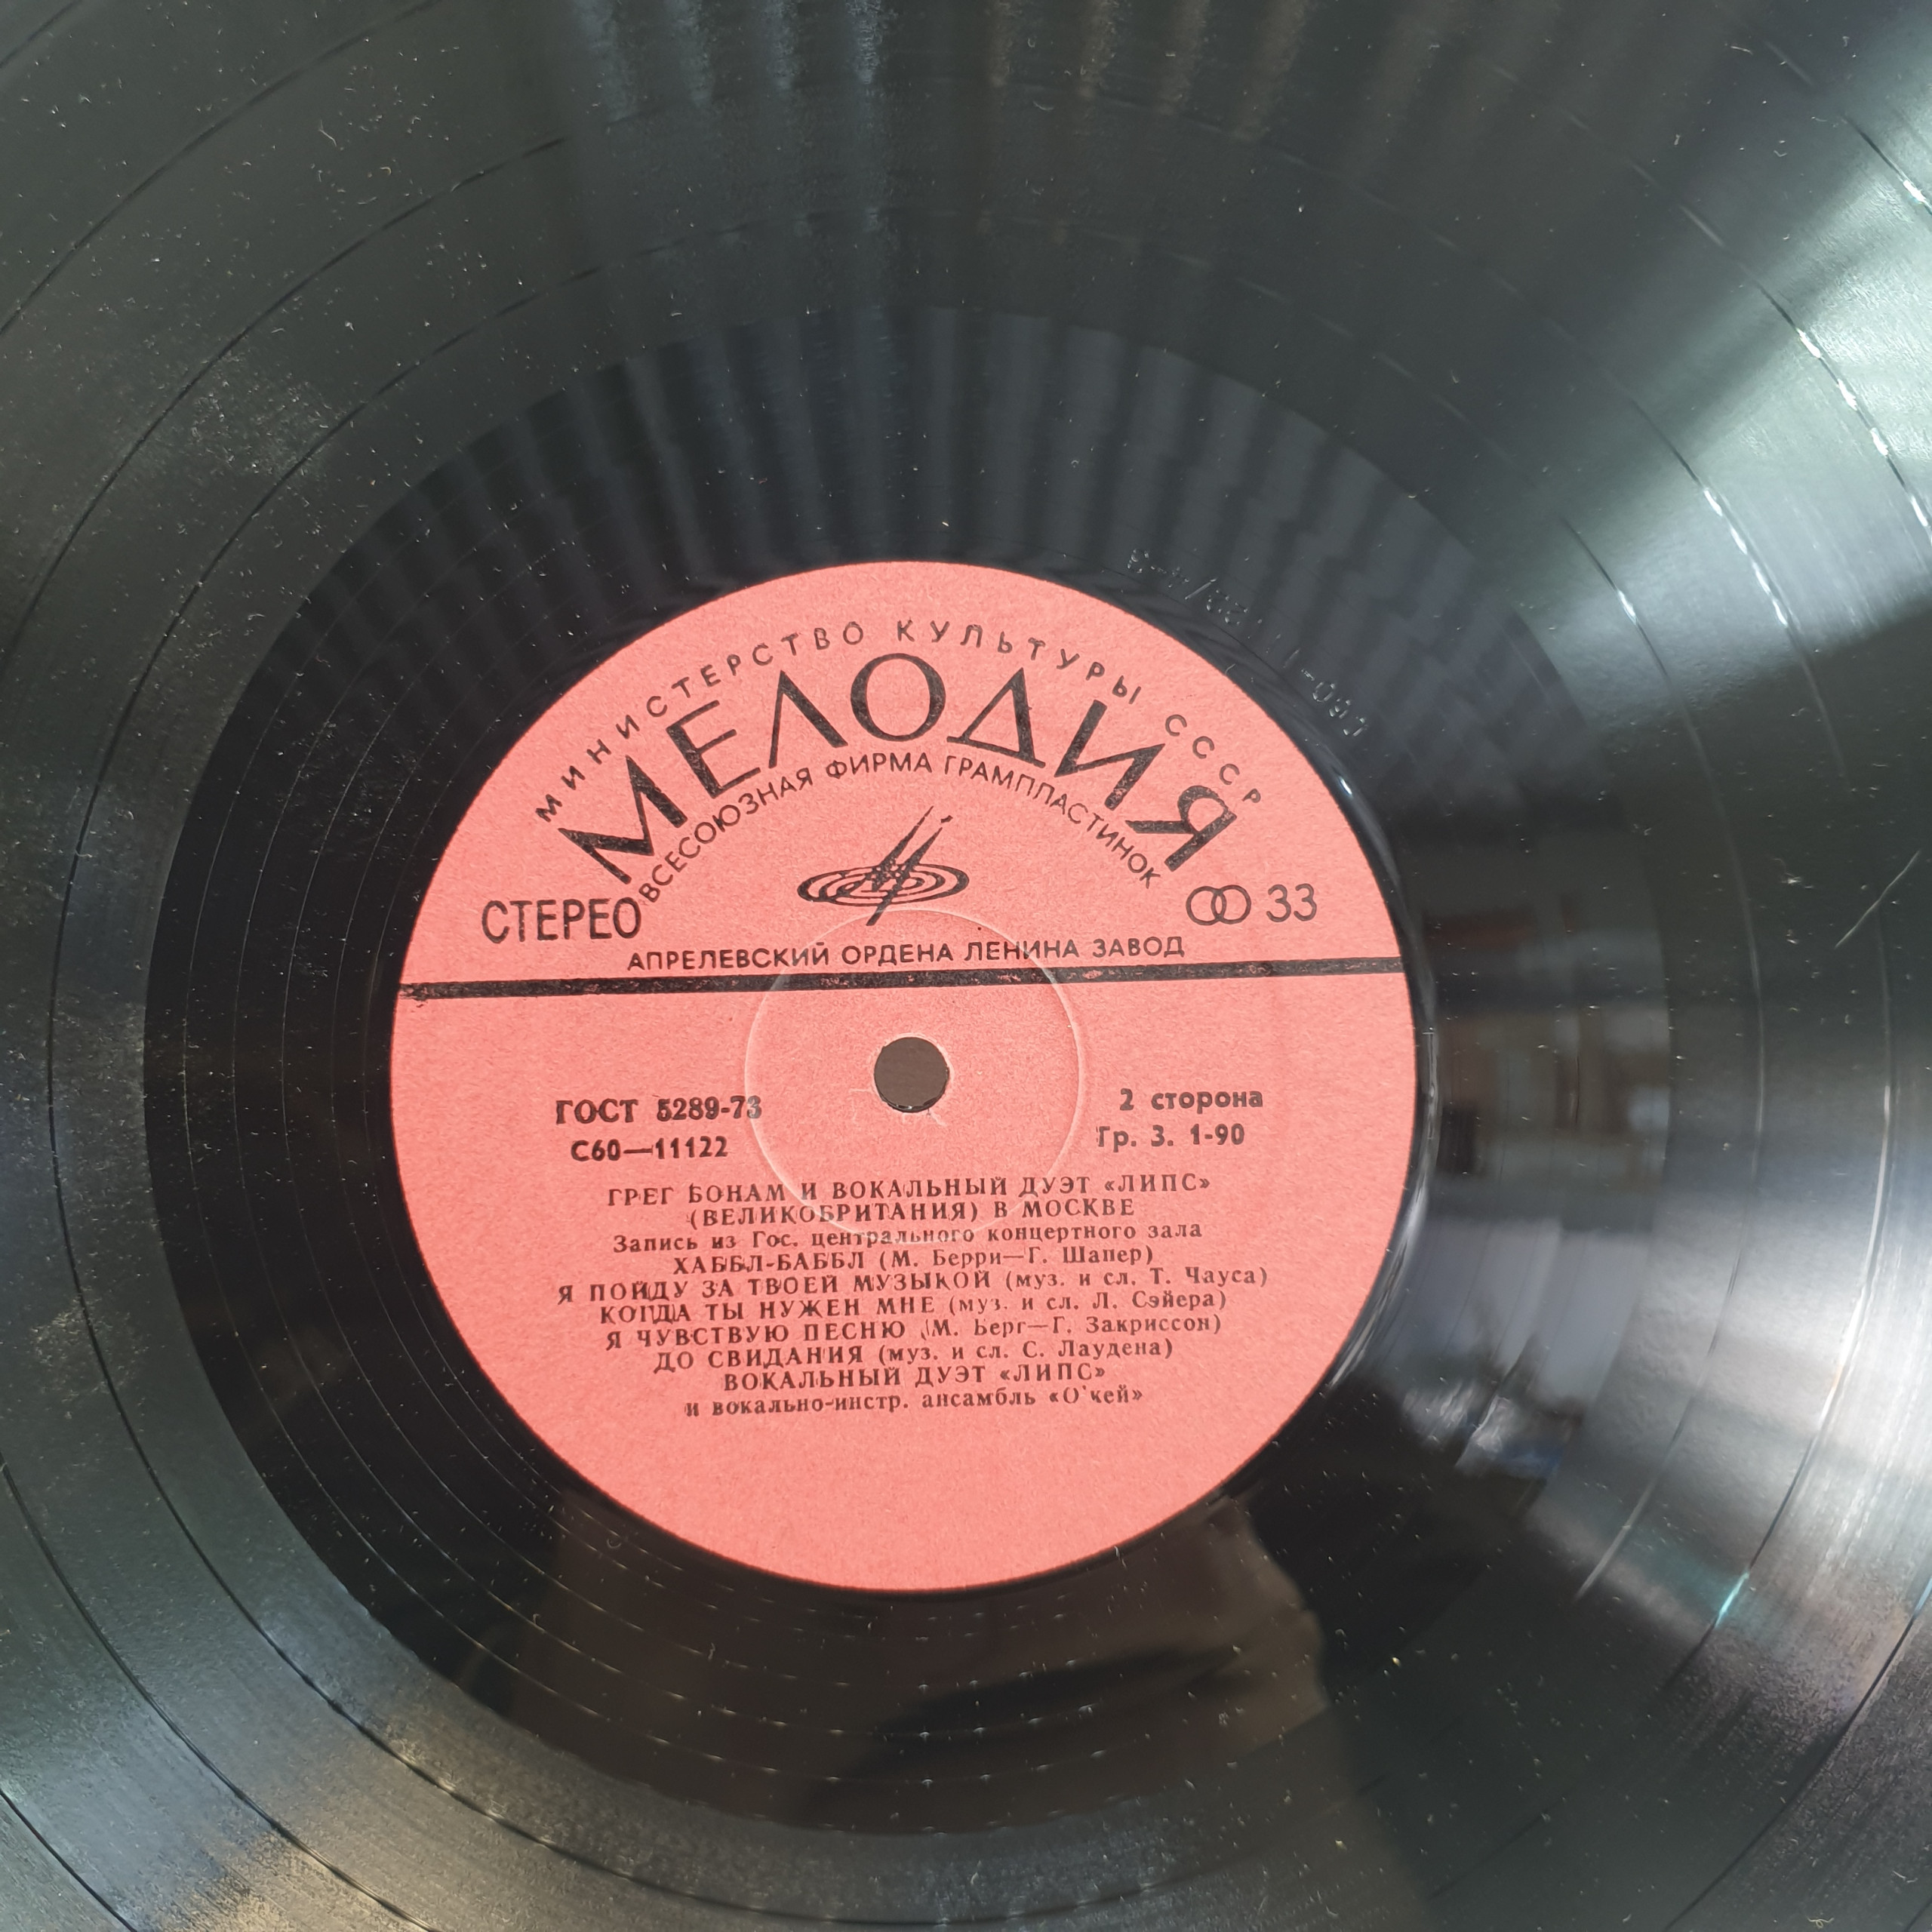 МИНИСТЕРСТВО КУЛЬТУРЫ СССР
МЕЛОДИЯ
ВСЕСОЮЗНАЯ ФИРМА ГРАМПЛАСТИНОК
СТЕРЕО
33
АПРЕЛЕВСКИЙ ОРДЕНА ЛЕНИНА ЗАВОД
ГОСТ 5289-73
2 сторона
С60—11122
Гр. 3. 1-90
ГРЕГ БОНАМ И ВОКАЛЬНЫЙ ДУЭТ «ЛИПС»
(ВЕЛИКОБРИТАНИЯ) В МОСКВЕ
Запись из Гос. центрального концертного зала
ХАББЛ-БАББЛ (М. Берри—Г. Шапер)
Я ПОЙДУ ЗА ТВОЕЙ МУЗЫКОЙ (муз. и сл. Т. Чауса)
КОГДА ТЫ НУЖЕН МНЕ (муз. и сл. Л. Сэйера)
Я ЧУВСТВУЮ ПЕСНЮ (М. Берг—Г. Закриссон)
ДО СВИДАНИЯ (муз. и сл. С. Лаудена)
ВОКАЛЬНЫЙ ДУЭТ «ЛИПС»
и вокально-инстр. ансамбль «О'кей»